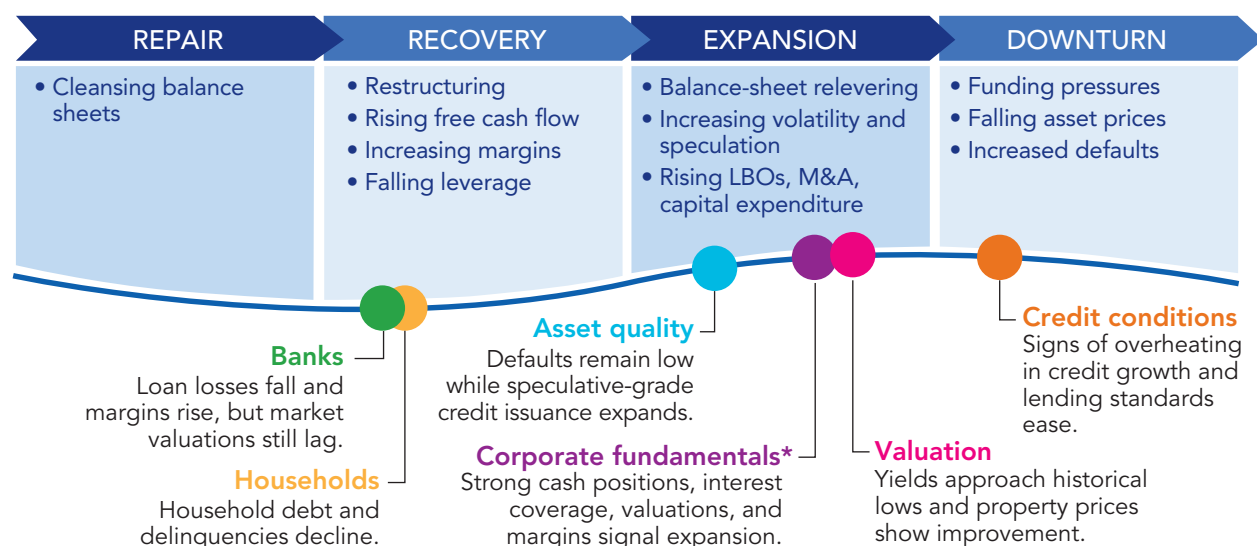 REPAIR
RECOVERY
EXPANSION
DOWNTURN
• Cleansing balance
sheets
• Restructuring
• Rising free cash flow
• Increasing margins
• Falling leverage
• Balance-sheet relevering
• Increasing volatility and
speculation
• Rising LBOs, M&A,
capital expenditure
• Funding pressures
• Falling asset prices
• Increased defaults
Banks
Loan losses fall and
margins rise, but market
valuations still lag.
Households
Household debt and
delinquencies decline.
Asset quality
Defaults remain low
while speculative-grade
credit issuance expands.
Corporate fundamentals*
Strong cash positions, interest
coverage, valuations, and
margins signal expansion.
Valuation
Yields approach historical
lows and property prices
show improvement.
Credit conditions
Signs of overheating
in credit growth and
lending standards
ease.